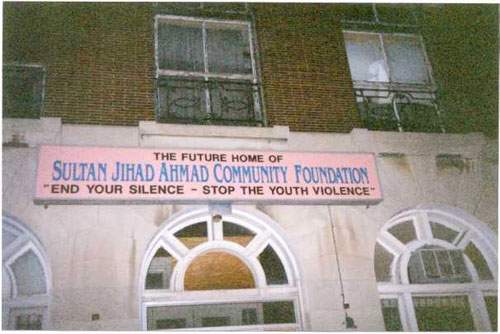 THE FUTURE HOME OF
SULTAN JIHAD AHMAD COMMUNITY FOUNDATION
"END YOUR SILENCE - STOP THE YOUTH VIOLENCE"